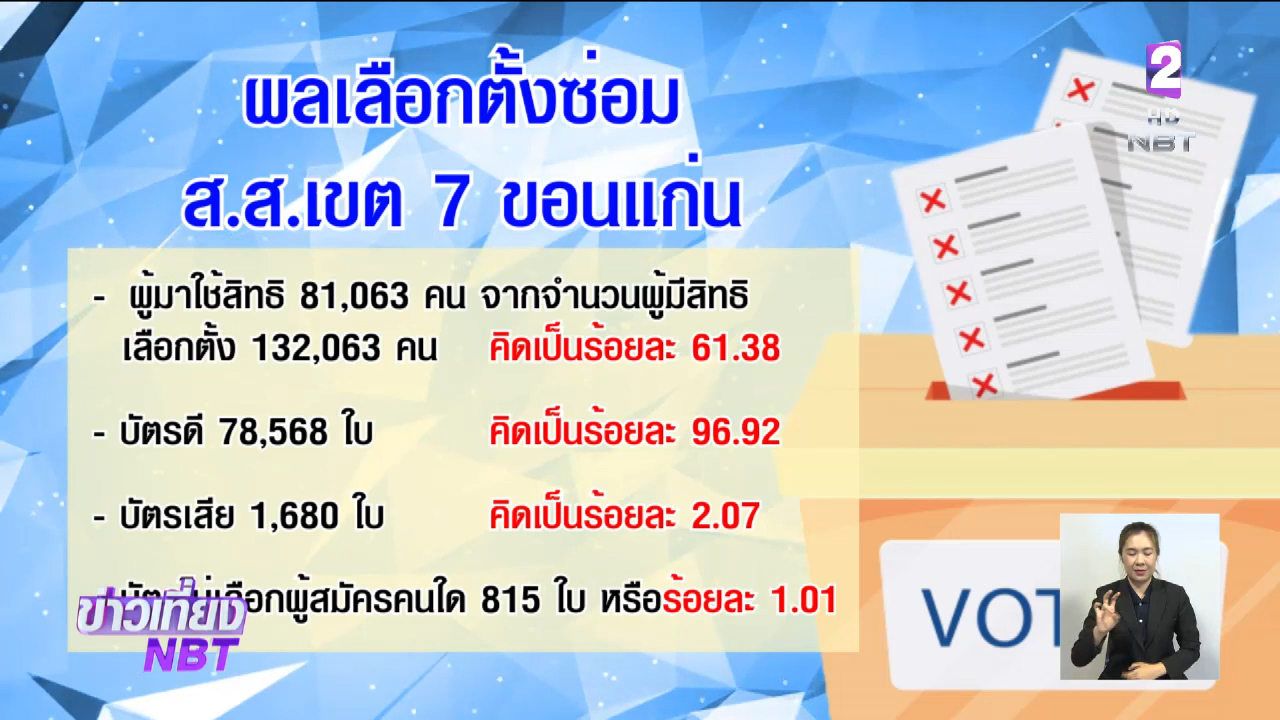 ผลเลือกตั้งซ่อม
ส.ส.เขต 7 ขอนแก่น
- ผู้มาใช้สิทธิ 81,063 คน จากจำนวนผู้มีสิทธิ
เลือกตั้ง 132,063 คน คิดเป็นร้อยละ 61.38
- บัตรดี 78,568 ใบ คิดเป็นร้อยละ 96.92
- บัตรเสีย 1,680 ใบ คิดเป็นร้อยละ 2.07
เลือกผู้สมัครคนใด 815 ใบ หรือร้อยละ 1.01
2
HD
NBT
VOT
ข่าวเที่ยง
NBT